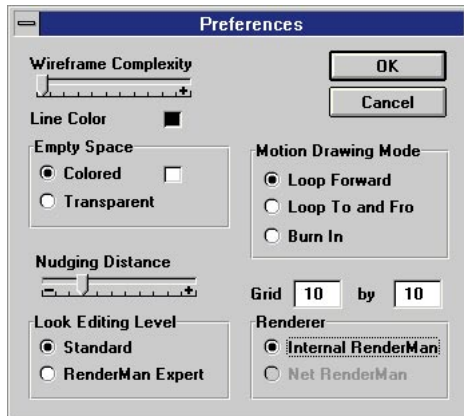 Preferences
Wireframe Complexity
+
OK
Cancel
Line Color
Empty Space
Colored
Transparent
Motion Drawing Mode
Loop Forward
Loop To and Fro
Burn In
Nudging Distance
- +
Grid 10 by 10
Look Editing Level
Standard
RenderMan Expert
Renderer
Internal RenderMan
Net RenderMan